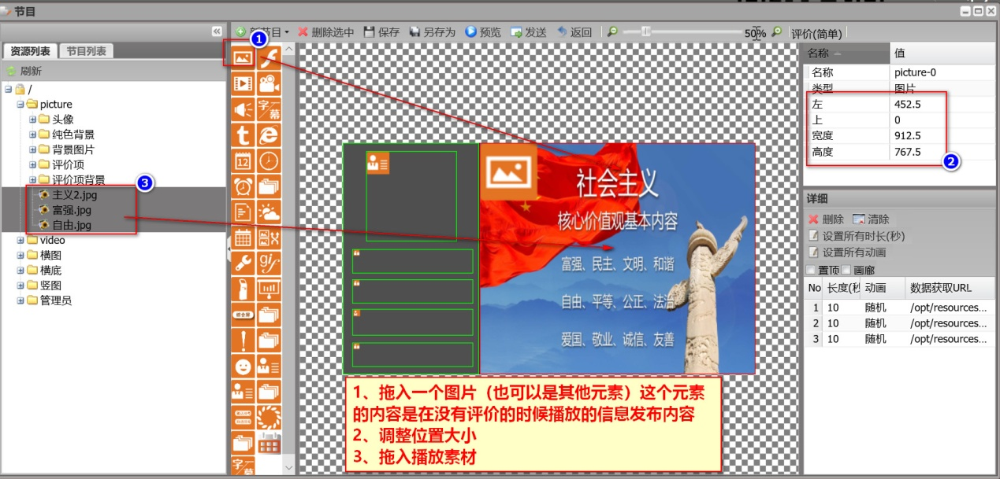 节目
新节目
删除选中
保存
另存为
预览
发送
返回
50%
评价(简单)
资源列表
节目列表
刷新
/
picture
头像
纯色背景
背景图片
评价项
评价项背景
主义2.jpg
富强.jpg
自由.jpg
video
横图
横底
竖图
管理员
1
2
3
字/幕
t
12
gif
综合屏
字/幕
社会主义
核心价值观基本内容
富强、民主、文明、和谐
自由、平等、公正、法治
爱国、敬业、诚信、友善
1、拖入一个图片（也可以是其他元素）这个元素
的内容是在没有评价的时候播放的信息发布内容
2、调整位置大小
3、拖入播放素材
名称 值
名称 picture-0
类型 图片
左 452.5
上 0
宽度 912.5
高度 767.5
详细
删除 清除
设置所有时长(秒)
设置所有动画
置顶 画廊
No 长度(秒 动画 数据获取URL
1 10 随机 /opt/resources...
2 10 随机 /opt/resources...
3 10 随机 /opt/resources...